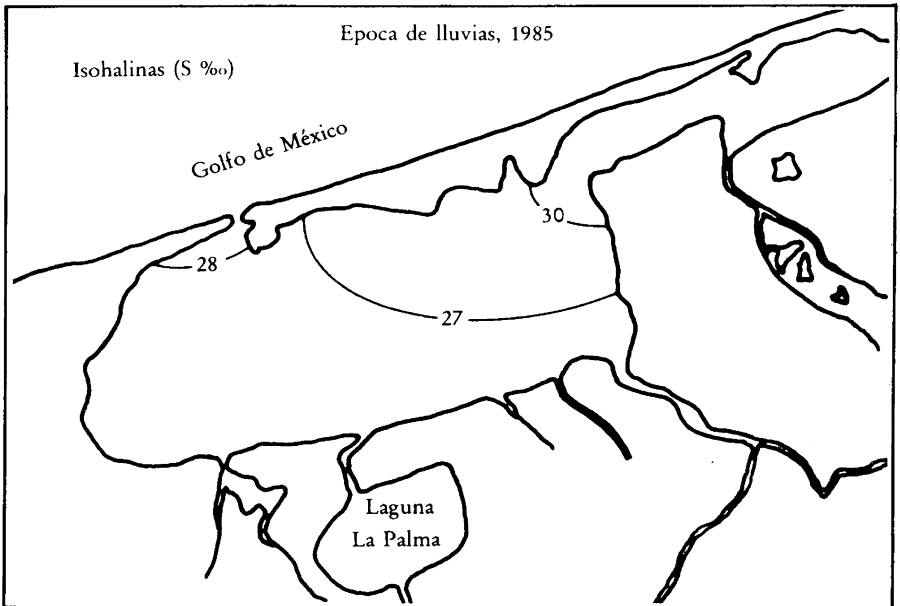 Epoca de lluvias, 1985
Isohalinas (S ‰)
Golfo de México
30
28
27
Laguna
La Palma